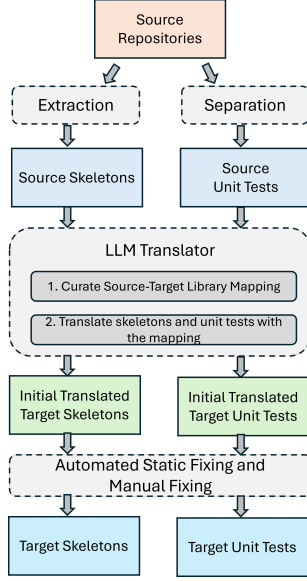 Source
Repositories
Extraction
Separation
Source Skeletons
Source
Unit Tests
LLM Translator
1. Curate Source-Target Library Mapping
2. Translate skeletons and unit tests with
the mapping
Initial Translated
Target Skeletons
Initial Translated
Target Unit Tests
Automated Static Fixing and
Manual Fixing
Target Skeletons
Target Unit Tests